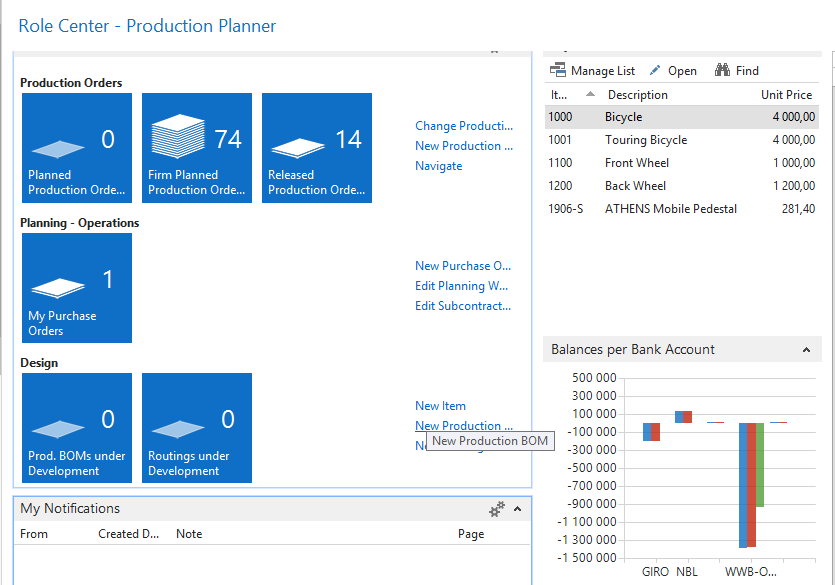 Role Center - Production Planner
Production Orders
0
Planned
Production Orde...
74
Firm Planned
Production Orde...
14
Released
Production Orde...
Change Producti...
New Production ...
Navigate
Planning - Operations
1
My Purchase
Orders
New Purchase O...
Edit Planning W...
Edit Subcontract...
Design
0
Prod. BOMs under
Development
0
Routings under
Development
New Item
New Production ...
New Production BOM
My Notifications
From Created D... Note Page
Manage List Open Find
It... Description Unit Price
1000 Bicycle 4 000,00
1001 Touring Bicycle 4 000,00
1100 Front Wheel 1 000,00
1200 Back Wheel 1 200,00
1906-S ATHENS Mobile Pedestal 281,40
Balances per Bank Account
500 000
300 000
100 000
-100 000
-300 000
-500 000
-700 000
-900 000
-1 100 000
-1 300 000
-1 500 000
GIRO NBL WWB-O...